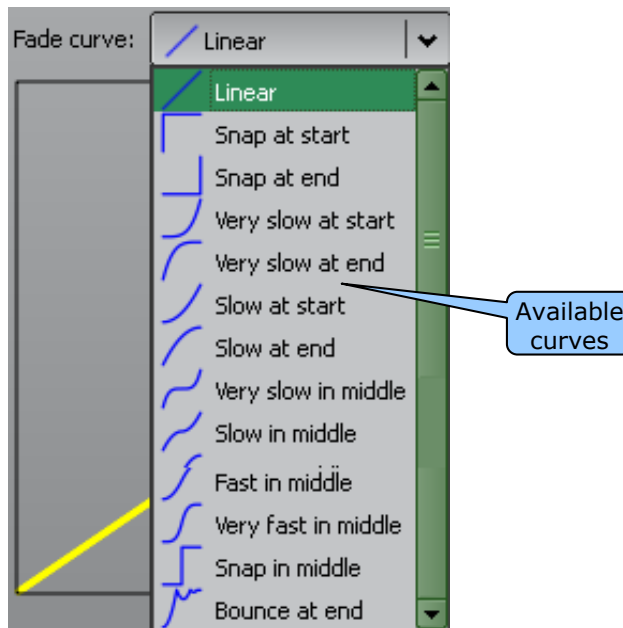 Fade curve: Linear
Linear
Snap at start
Snap at end
Very slow at start
Very slow at end
Slow at start
Slow at end
Very slow in middle
Slow in middle
Fast in middle
Very fast in middle
Snap in middle
Bounce at end
Available
curves